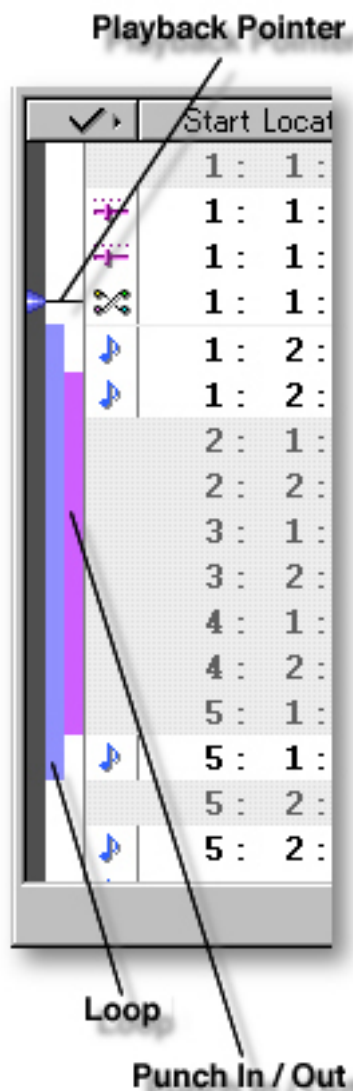 Playback Pointer
Start Locat
1 : 1 :
1 : 1 :
1 : 1 :
1 : 1 :
1 : 2 :
1 : 2 :
2 : 1 :
2 : 2 :
3 : 1 :
3 : 2 :
4 : 1 :
4 : 2 :
5 : 1 :
5 : 1 :
5 : 2 :
5 : 2 :
Loop
Punch In / Out